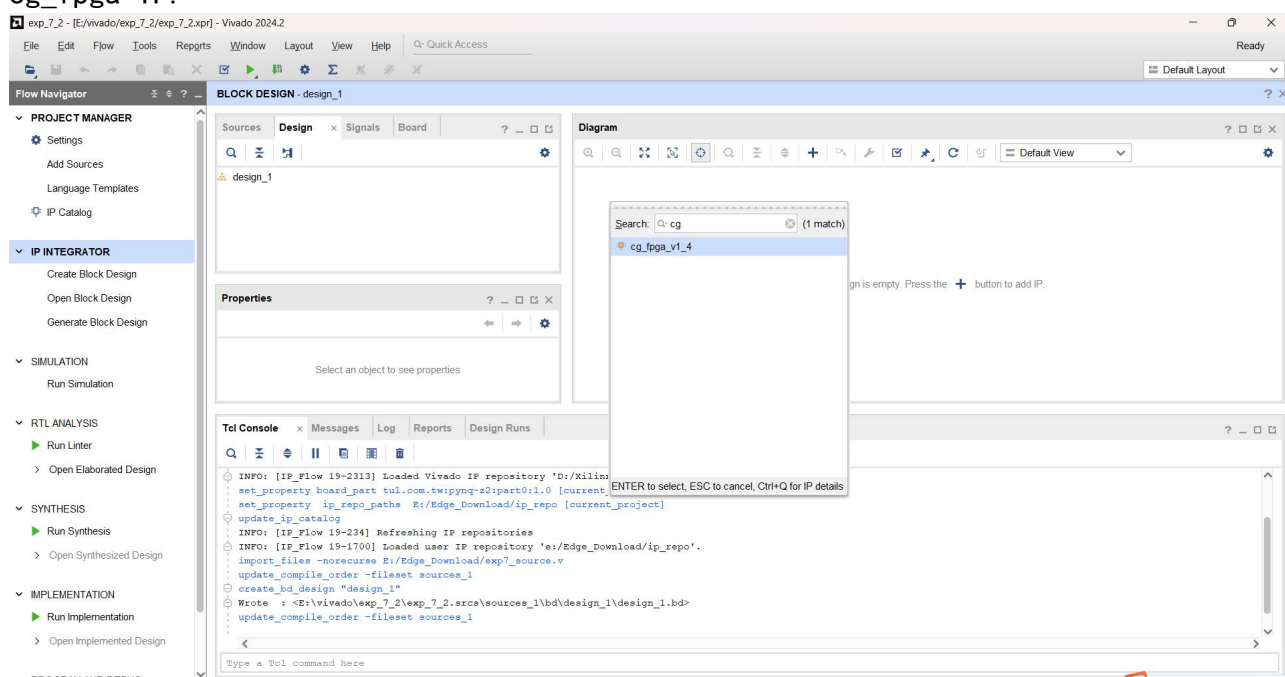 cg_fpga IP:
exp_7_2 - [E:/vivado/exp_7_2/exp_7_2.xpr] - Vivado 2024.2
File Edit Flow Tools Reports Window Layout View Help Quick Access
Ready
Default Layout
Flow Navigator
BLOCK DESIGN - design_1
PROJECT MANAGER
Settings
Add Sources
Language Templates
IP Catalog
IP INTEGRATOR
Create Block Design
Open Block Design
Generate Block Design
SIMULATION
Run Simulation
RTL ANALYSIS
Run Linter
Open Elaborated Design
SYNTHESIS
Run Synthesis
Open Synthesized Design
IMPLEMENTATION
Run Implementation
Open Implemented Design
Sources Design Signals Board
design_1
Properties
Select an object to see properties
Diagram
Default View
Search: cg (1 match)
cg_fpga_v1_4
gn is empty. Press the + button to add IP.
ENTER to select, ESC to cancel, Ctrl+Q for IP details
Tcl Console Messages Log Reports Design Runs
INFO: [IP_Flow 19-2313] Loaded Vivado IP repository 'D:/Xilin
set_property board_part tul.com.tw:pynq-z2:part0:1.0 [current_
set_property ip_repo_paths E:/Edge_Download/ip_repo [current_project]
update_ip_catalog
INFO: [IP_Flow 19-234] Refreshing IP repositories
INFO: [IP_Flow 19-1700] Loaded user IP repository 'e:/Edge_Download/ip_repo'.
import_files -norecurse E:/Edge_Download/exp7_source.v
update_compile_order -fileset sources_1
create_bd_design "design_1"
Wrote : <E:\vivado\exp_7_2\exp_7_2.srcs\sources_1\bd\design_1\design_1.bd>
update_compile_order -fileset sources_1
Type a Tcl command here